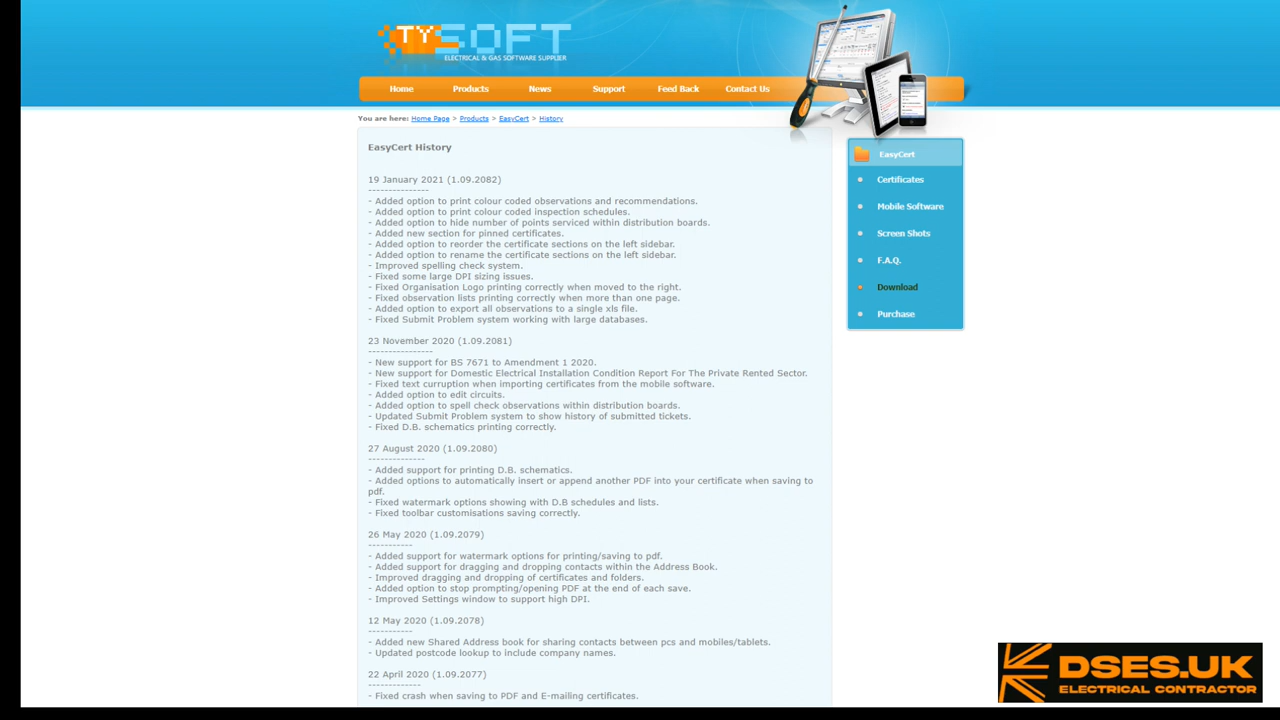 TYSOFT
ELECTRICAL & GAS SOFTWARE SUPPLIER
Home Products News Support Feed Back Contact Us
You are here: Home Page > Products > EasyCert > History
EasyCert History
19 January 2021 (1.09.2082)
---------------
- Added option to print colour coded observations and recommendations.
- Added option to print colour coded inspection schedules.
- Added option to hide number of points serviced within distribution boards.
- Added new section for pinned certificates.
- Added option to reorder the certificate sections on the left sidebar.
- Added option to rename the certificate sections on the left sidebar.
- Improved spelling check system.
- Fixed some large DPI sizing issues.
- Fixed Organisation Logo printing correctly when moved to the right.
- Fixed observation lists printing correctly when more than one page.
- Added option to export all observations to a single xls file.
- Fixed Submit Problem system working with large databases.
23 November 2020 (1.09.2081)
----------------
- New support for BS 7671 to Amendment 1 2020.
- New support for Domestic Electrical Installation Condition Report For The Private Rented Sector.
- Fixed text curruption when importing certificates from the mobile software.
- Added option to edit circuits.
- Added option to spell check observations within distribution boards.
- Updated Submit Problem system to show history of submitted tickets.
- Fixed D.B. schematics printing correctly.
27 August 2020 (1.09.2080)
--------------
- Added support for printing D.B. schematics.
- Added options to automatically insert or append another PDF into your certificate when saving to
pdf.
- Fixed watermark options showing with D.B schedules and lists.
- Fixed toolbar customisations saving correctly.
26 May 2020 (1.09.2079)
-----------
- Added support for watermark options for printing/saving to pdf.
- Added support for dragging and dropping contacts within the Address Book.
- Improved dragging and dropping of certificates and folders.
- Added option to stop prompting/opening PDF at the end of each save.
- Improved Settings window to support high DPI.
12 May 2020 (1.09.2078)
-----------
- Added new Shared Address book for sharing contacts between pcs and mobiles/tablets.
- Updated postcode lookup to include company names.
22 April 2020 (1.09.2077)
-------------
- Fixed crash when saving to PDF and E-mailing certificates.
EasyCert
Certificates
Mobile Software
Screen Shots
F.A.Q.
Download
Purchase
DSES.UK
ELECTRICAL CONTRACTOR